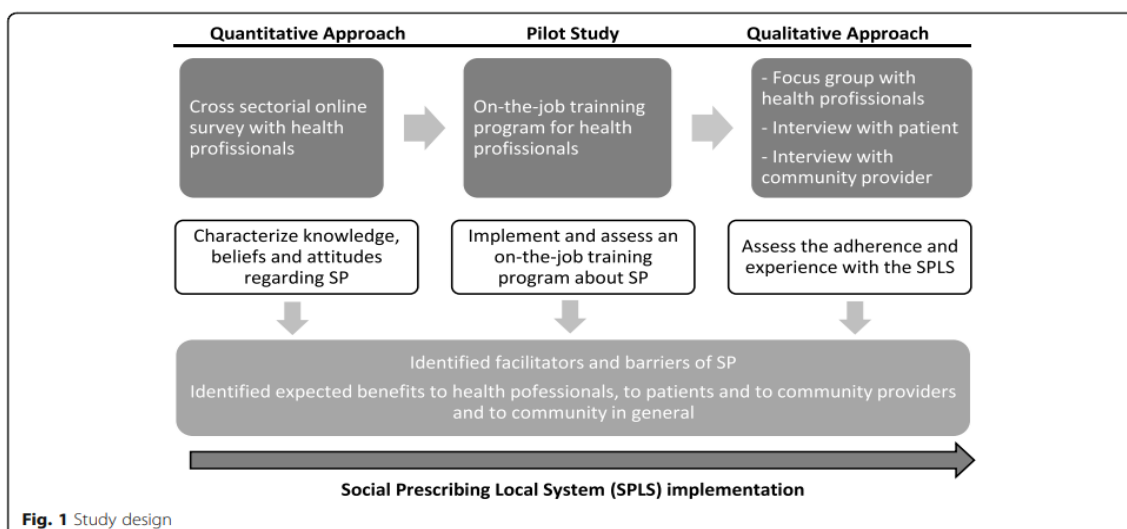 Quantitative Approach
Pilot Study
Qualitative Approach
Cross sectorial online
survey with health
profissionals
On-the-job trainning
program for health
profissionals
- Focus group with
health profissionals
- Interview with patient
- Interview with
community provider
Characterize knowledge,
beliefs and attitudes
regarding SP
Implement and assess an
on-the-job training
program about SP
Assess the adherence and
experience with the SPLS
Identified facilitators and barriers of SP
Identified expected benefits to health pofessionals, to patients and to community providers
and to community in general
Social Prescribing Local System (SPLS) implementation
Fig. 1 Study design